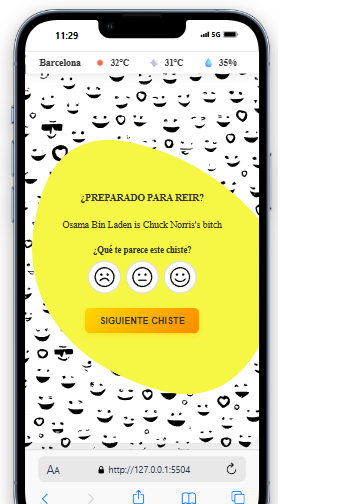 11:29
5G
Barcelona 32°C 31°C 35%
¿PREPARADO PARA REIR?
Osama Bin Laden is Chuck Norris's bitch
¿Qué te parece este chiste?
SIGUIENTE CHISTE
AA http://127.0.0.1:5504